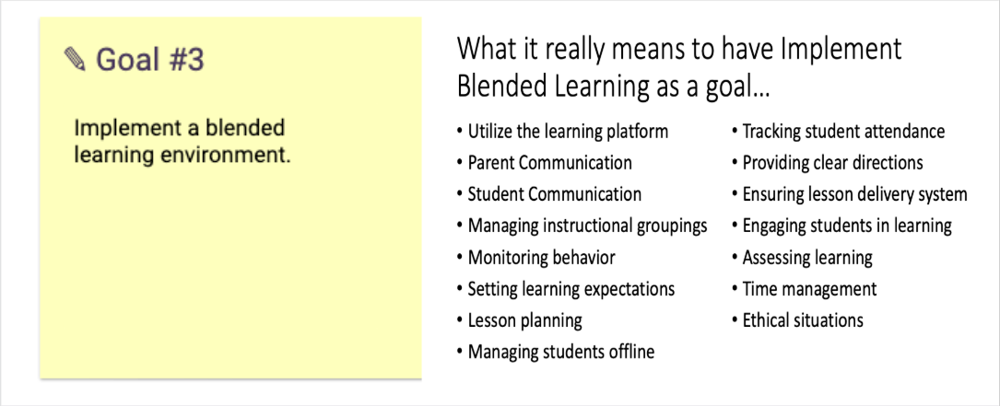 ✎ Goal #3
Implement a blended
learning environment.
What it really means to have Implement
Blended Learning as a goal…
• Utilize the learning platform
• Parent Communication
• Student Communication
• Managing instructional groupings
• Monitoring behavior
• Setting learning expectations
• Lesson planning
• Managing students offline
• Tracking student attendance
• Providing clear directions
• Ensuring lesson delivery system
• Engaging students in learning
• Assessing learning
• Time management
• Ethical situations